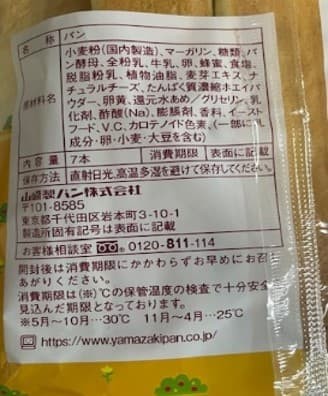 名 称 パン
小麦粉(国内製造)、マーガリン、糖類、パ
ン酵母、全粉乳、牛乳、卵、蜂蜜、食塩、
脱脂粉乳、植物油脂、麦芽エキス、ナ
原材料名 チュラルチーズ、たんぱく質濃縮ホエイパ
ウダー、卵黄、還元水あめ/グリセリン、乳
化剤、酢酸(Na)、膨脹剤、香料、イースト
フード、V.C、カロテノイド色素、(一部に
成分・卵・小麦・大豆を含む)
内 容 量 7本 消費期限 表面に記載
保存方法 直射日光、高温多湿を避けて保存してください。
山崎製パン株式会社
〒101-8585
東京都千代田区岩本町3-10-1
製造所固有記号は表面に記載
お客様相談室 0120-811-114
開封後は消費期限にかかわらずお早めにお召
あがりください。
消費期限は(※)℃の保管温度の検査で十分安全
見込んだ期限となっております。
※5月〜10月…30℃ 11月〜4月…25℃
https://www.yamazakipan.co.jp/